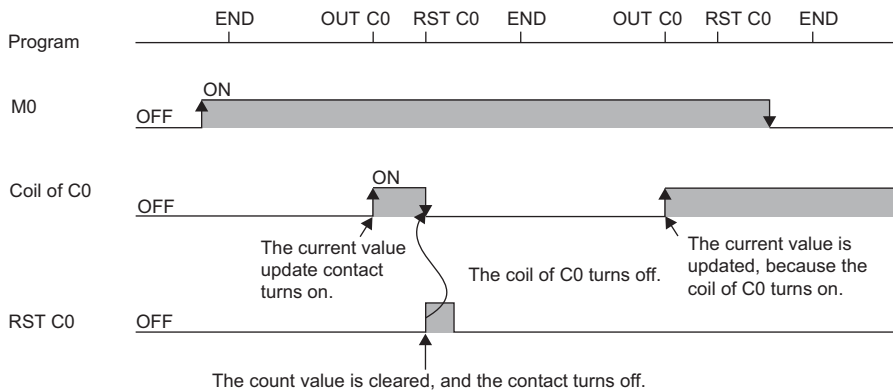 END OUT C0 RST C0 END OUT C0 RST C0 END
Program
ON
M0
OFF
ON
Coil of C0
OFF
The current value
update contact
turns on.
The coil of C0 turns off.
The current value is
updated, because the
coil of C0 turns on.
RST C0
OFF
The count value is cleared, and the contact turns off.